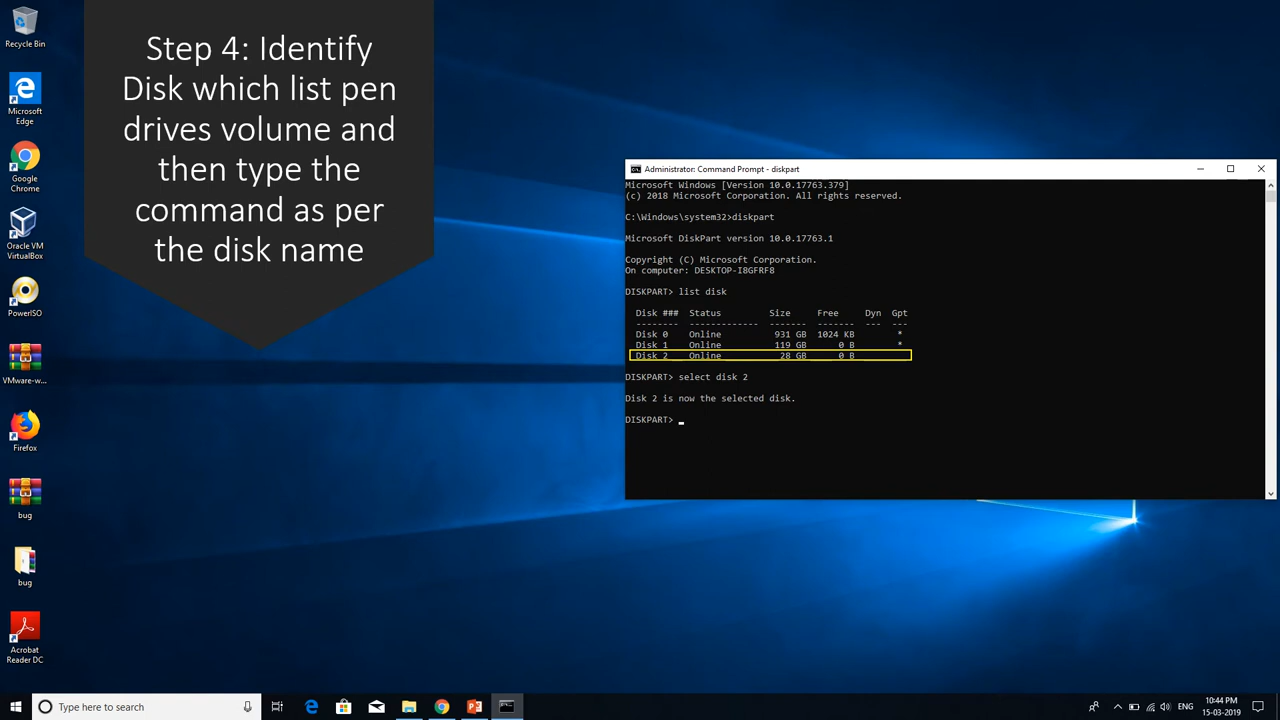 Step 4: Identify
Disk which list pen
drives volume and
then type the
command as per
the disk name
Recycle Bin
Microsoft
Edge
Google
Chrome
Oracle VM
VirtualBox
PowerISO
VMware-w...
Firefox
bug
bug
Acrobat
Reader DC
Administrator: Command Prompt - diskpart
Microsoft Windows [Version 10.0.17763.379]
(c) 2018 Microsoft Corporation. All rights reserved.
C:\Windows\system32>diskpart
Microsoft DiskPart version 10.0.17763.1
Copyright (C) Microsoft Corporation.
On computer: DESKTOP-I8GFRF8
DISKPART> list disk
Disk ### Status Size Free Dyn Gpt
-------- ------------- ------- ------- --- ---
Disk 0 Online 931 GB 1024 KB *
Disk 1 Online 119 GB 0 B *
Disk 2 Online 28 GB 0 B
DISKPART> select disk 2
Disk 2 is now the selected disk.
DISKPART> _
Type here to search
ENG
10:44 PM
15-03-2019